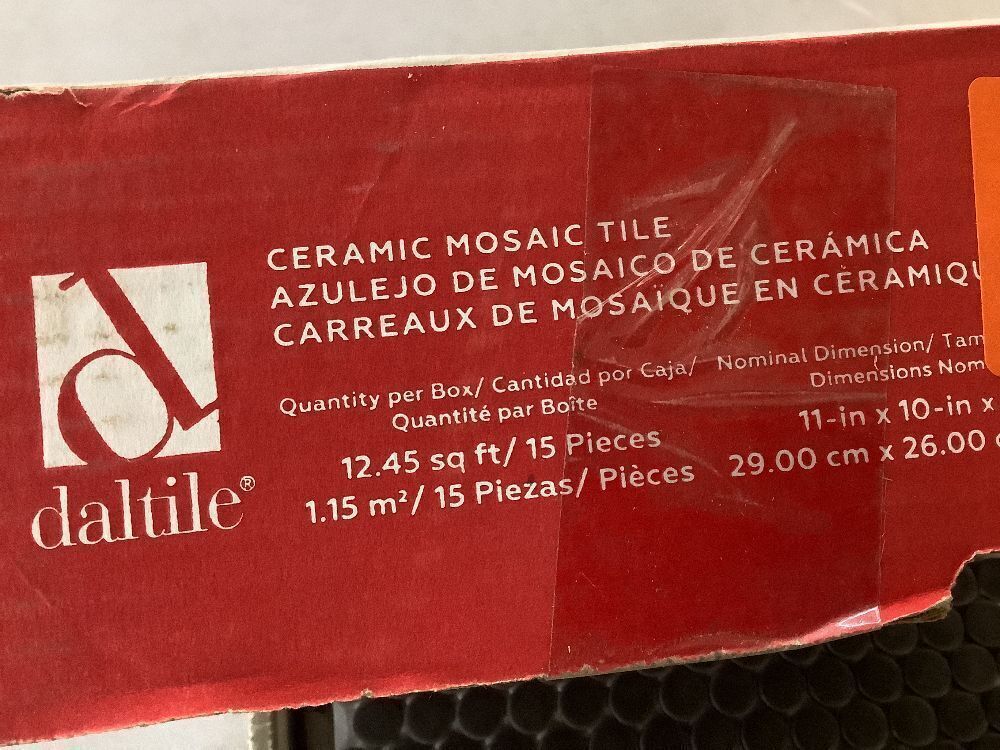 CERAMIC MOSAIC TILE
AZULEJO DE MOSAICO DE CERÁMICA
CARREAUX DE MOSAÏQUE EN CÉRAMIQU
Quantity per Box/ Cantidad por Caja/
Quantité par Boîte
12.45 sq ft/ 15 Pieces
1.15 m²/ 15 Piezas/ Pièces
Nominal Dimension/ Tam
Dimensions Nom
11-in x 10-in x
29.00 cm x 26.00
d
daltile®